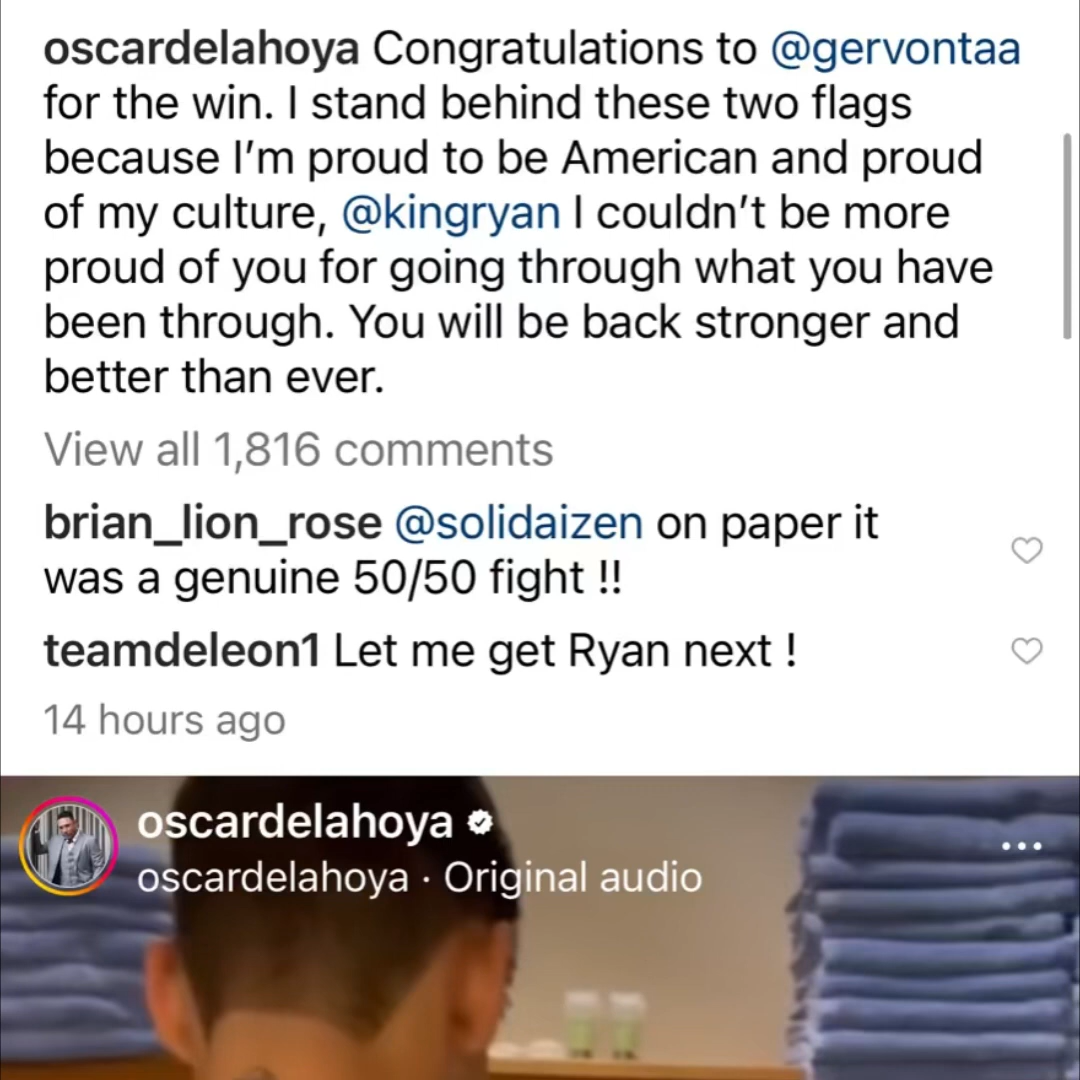 oscardelahoya Congratulations to @gervontaa
for the win. I stand behind these two flags
because I’m proud to be American and proud
of my culture, @kingryan I couldn’t be more
proud of you for going through what you have
been through. You will be back stronger and
better than ever.
View all 1,816 comments
brian_lion_rose @solidaizen on paper it
was a genuine 50/50 fight !!
teamdeleon1 Let me get Ryan next !
14 hours ago
oscardelahoya
oscardelahoya · Original audio